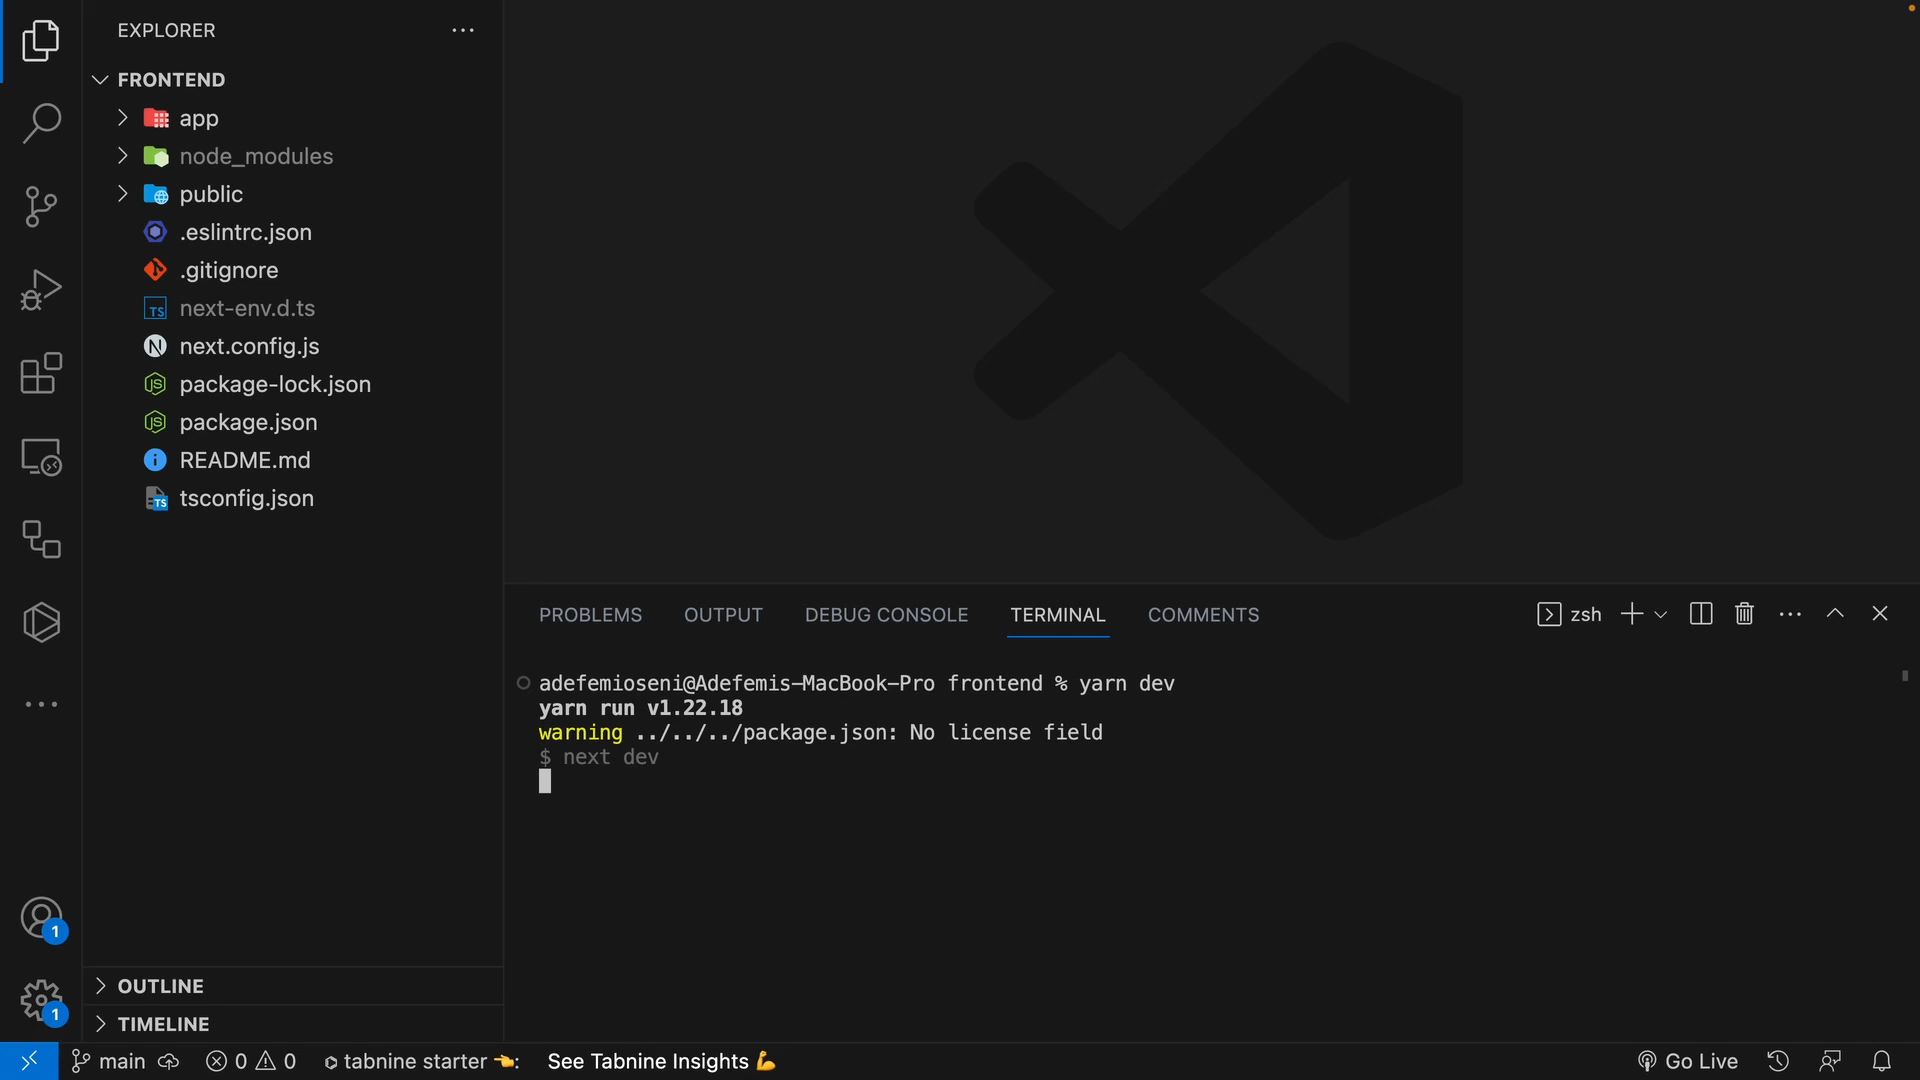 EXPLORER
FRONTEND
app
node_modules
public
.eslintrc.json
.gitignore
next-env.d.ts
next.config.js
package-lock.json
package.json
README.md
tsconfig.json
PROBLEMS OUTPUT DEBUG CONSOLE TERMINAL COMMENTS zsh
adefemioseni@Adefemis-MacBook-Pro frontend % yarn dev
yarn run v1.22.18
warning ../../../package.json: No license field
$ next dev
1
OUTLINE
1
TIMELINE
main 0 0 tabnine starter 👈: See Tabnine Insights 💪 Go Live